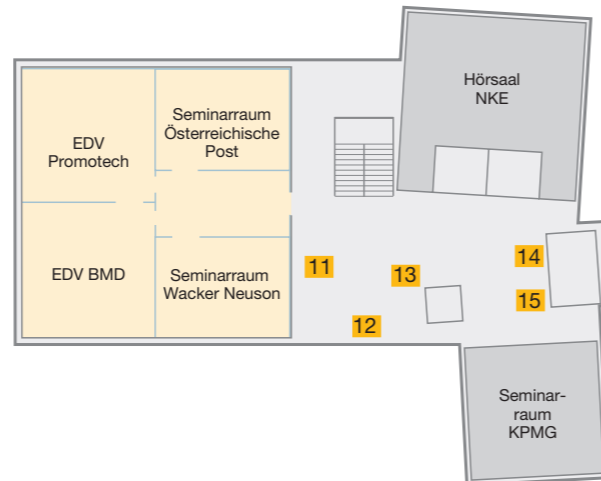 Hörsaal
NKE
Seminarraum
Österreichische
Post
EDV
Promotech
EDV BMD
Seminarraum
Wacker Neuson
11
12
13
14
15
Seminar-
raum
KPMG